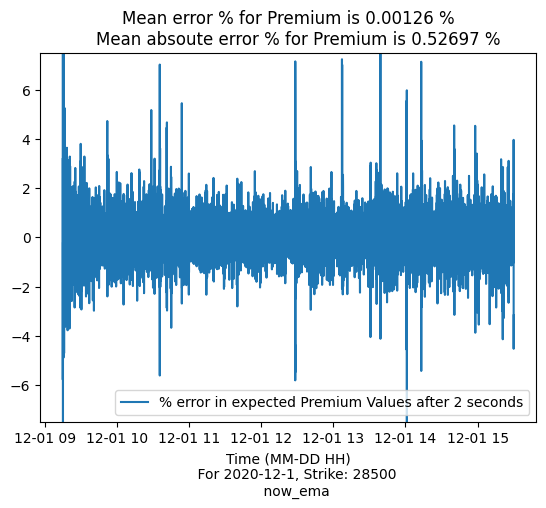 Mean error % for Premium is 0.00126 %
Mean absoute error % for Premium is 0.52697 %
6
4
2
0
−2
−4
−6
% error in expected Premium Values after 2 seconds
12-01 09 12-01 10 12-01 11 12-01 12 12-01 13 12-01 14 12-01 15
Time (MM-DD HH)
For 2020-12-1, Strike: 28500
now_ema